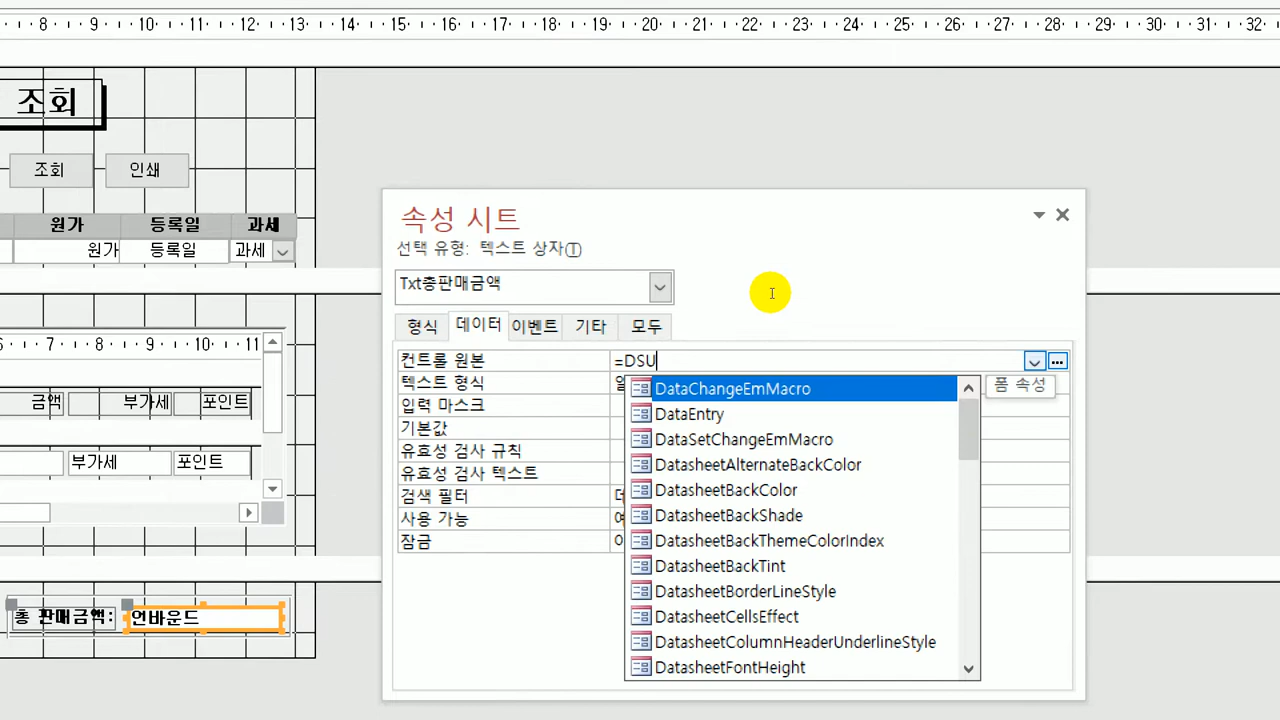 8 · 9 · 10 · 11 · 12 · 13 · 14 · 15 · 16 · 17 · 18 · 19 · 20 · 21 · 22 · 23 · 24 · 25 · 26 · 27 · 28 · 29 · 30 · 31 · 32
조회
조회 인쇄
원가 등록일 과세
원가 등록일 과세
6 · 7 · 8 · 9 · 10 · 11
금액 부가세 포인트
부가세 포인트
총 판매금액: 언바운드
속성 시트
선택 유형: 텍스트 상자(T)
Txt총판매금액
형식 데이터 이벤트 기타 모두
컨트롤 원본 =DSU
텍스트 형식
입력 마스크
기본값
유효성 검사 규칙
유효성 검사 텍스트
검색 필터
사용 가능
잠금
폼 속성
DataChangeEmMacro
DataEntry
DataSetChangeEmMacro
DatasheetAlternateBackColor
DatasheetBackColor
DatasheetBackShade
DatasheetBackThemeColorIndex
DatasheetBackTint
DatasheetBorderLineStyle
DatasheetCellsEffect
DatasheetColumnHeaderUnderlineStyle
DatasheetFontHeight